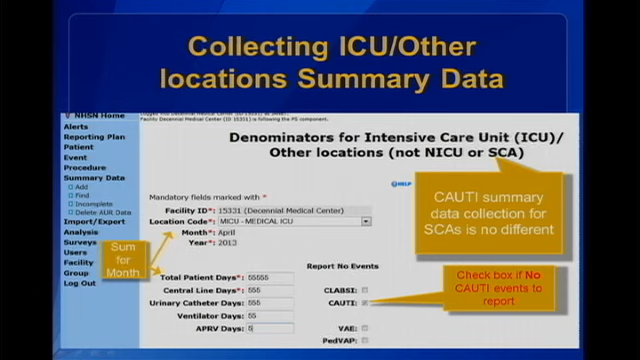 Collecting ICU/Other
locations Summary Data
NHSN Home
Alerts
Reporting Plan
Patient
Event
Procedure
Summary Data
Add
Find
Incomplete
Delete AUR Data
Import/Export
Analysis
Surveys
Users
Facility
Group
Log Out
Facility Decennial Medical Center (ID 15331) is following the PS component.
Denominators for Intensive Care Unit (ICU)/
Other locations (not NICU or SCA)
HELP
Mandatory fields marked with *
Facility ID*: 15331 (Decennial Medical Center)
Location Code*: MICU - MEDICAL ICU
Month*: April
Year*: 2013
Sum
for
Month
Report No Events
Total Patient Days*: 55555
Central Line Days*: 555 CLABSI:
Urinary Catheter Days*: 555 CAUTI:
Ventilator Days: 55
APRV Days: 5 VAE:
PedVAP:
CAUTI summary
data collection for
SCAs is no different
Check box if No
CAUTI events to
report